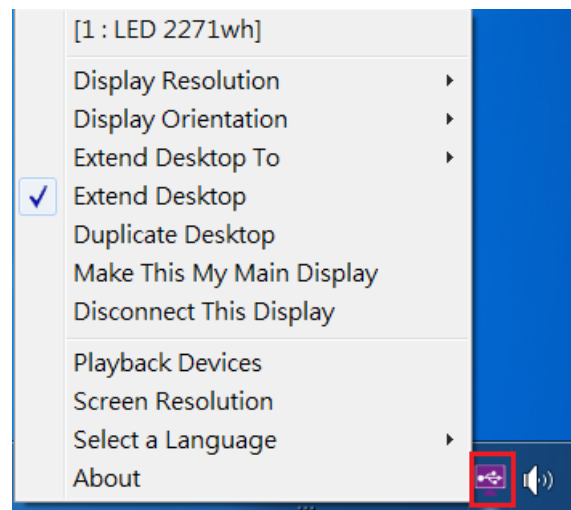 [1 : LED 2271wh]
Display Resolution
Display Orientation
Extend Desktop To
Extend Desktop
Duplicate Desktop
Make This My Main Display
Disconnect This Display
Playback Devices
Screen Resolution
Select a Language
About